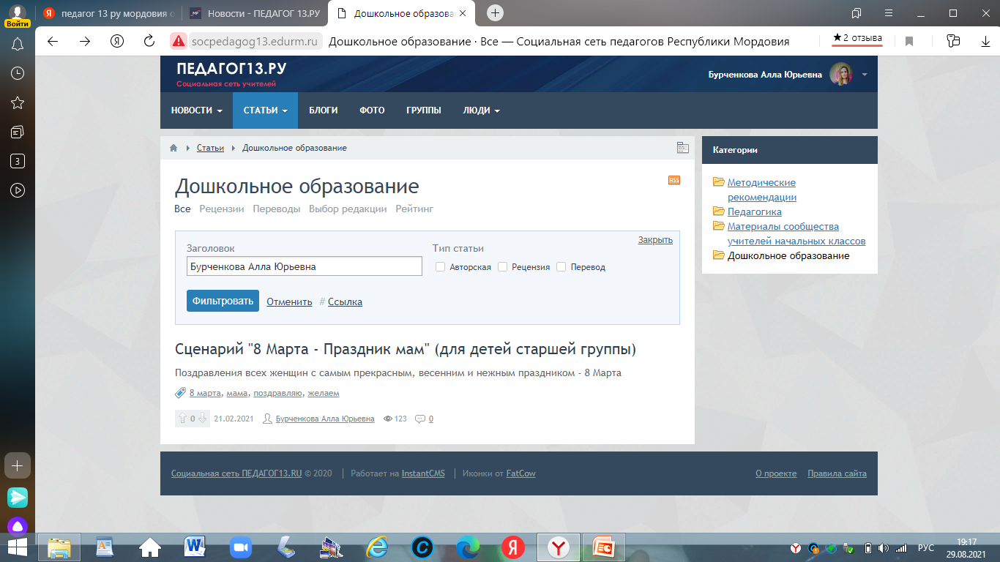 Войти
педагог 13 ру мордовия о
Новости - ПЕДАГОГ 13.РУ
Дошкольное образова
socpedagog13.edurm.ru
Дошкольное образование · Все — Социальная сеть педагогов Республики Мордовия
★2 отзыва
3
ПЕДАГОГ13.РУ
Социальная сеть учителей
Бурченкова Алла Юрьевна
НОВОСТИ СТАТЬИ БЛОГИ ФОТО ГРУППЫ ЛЮДИ
Статьи Дошкольное образование
Дошкольное образование
RSS
Все Рецензии Переводы Выбор редакции Рейтинг
Закрыть
Заголовок
Бурченкова Алла Юрьевна
Тип статьи
Авторская Рецензия Перевод
Фильтровать Отменить # Ссылка
Сценарий "8 Марта - Праздник мам" (для детей старшей группы)
Поздравления всех женщин с самым прекрасным, весенним и нежным праздником - 8 Марта
8 марта, мама, поздравляю, желаем
0 21.02.2021 Бурченкова Алла Юрьевна 123 0
Категории
Методические
рекомендации
Педагогика
Материалы сообщества
учителей начальных классов
Дошкольное образование
Социальная сеть ПЕДАГОГ13.RU © 2020 Работает на InstantCMS Иконки от FatCow
О проекте Правила сайта
РУС
19:17
29.08.2021